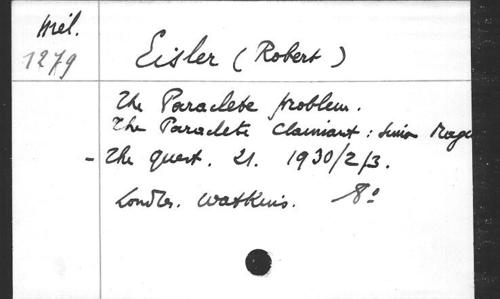 Mél.
1279
Eisler (Robert)
The Paraclete problem.
The Paraclete Claimant: Simon Magu
- The Quest. 21. 1930/2/3.
London. Watkins. 8°